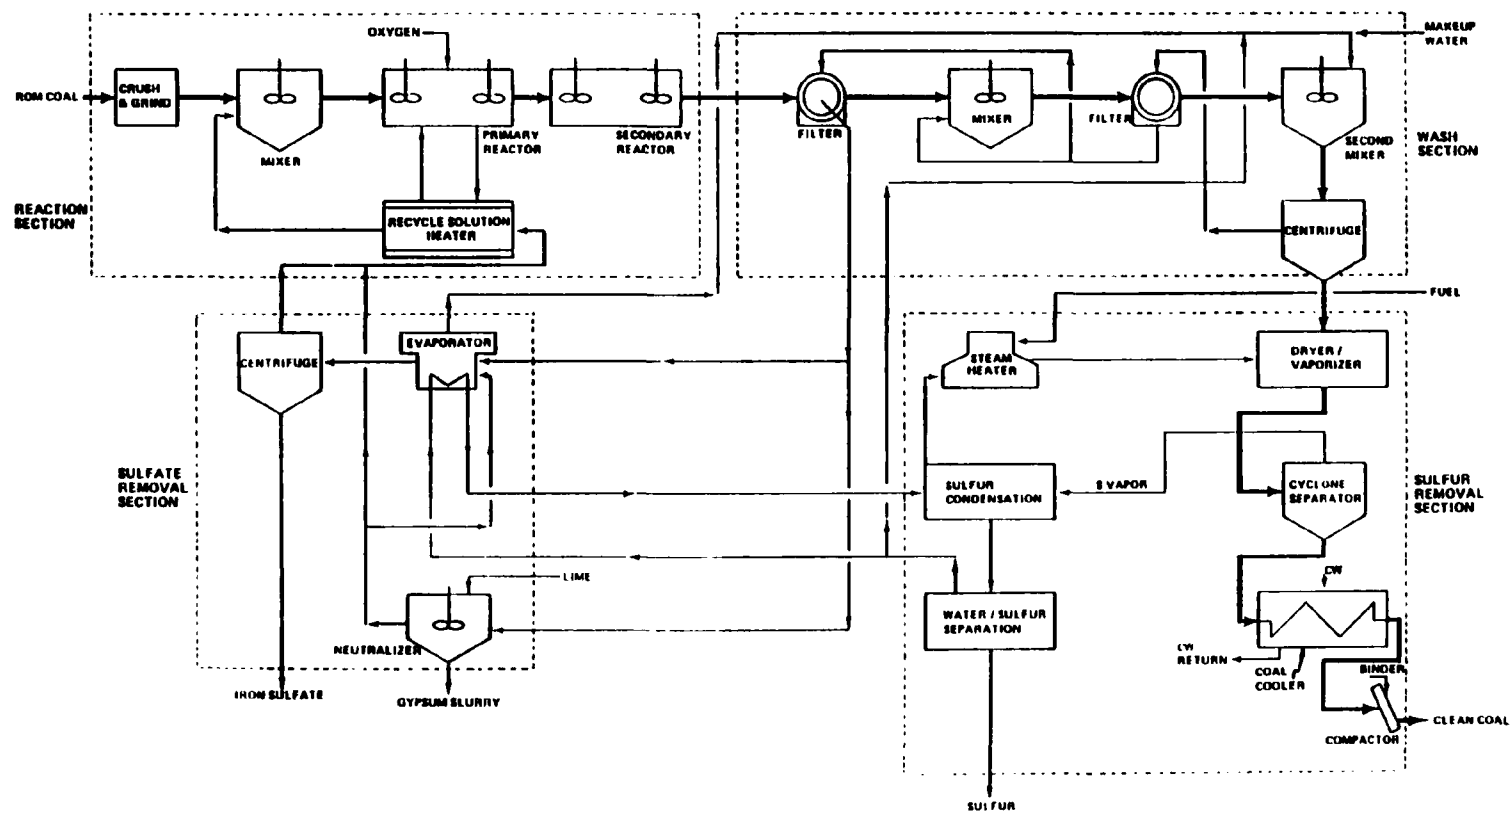 OXYGEN
MAKEUP
WATER
ROM COAL
CRUSH
& GRIND
MIXER
PRIMARY
REACTOR
SECONDARY
REACTOR
FILTER
MIXER
FILTER
SECOND
MIXER
WASH
SECTION
REACTION
SECTION
RECYCLE SOLUTION
HEATER
CENTRIFUGE
FUEL
CENTRIFUGE
EVAPORATOR
STEAM
HEATER
DRYER /
VAPORIZER
SULFATE
REMOVAL
SECTION
SULFUR
CONDENSATION
S VAPOR
CYCLONE
SEPARATOR
SULFUR
REMOVAL
SECTION
LIME
CW
WATER / SULFUR
SEPARATION
NEUTRALIZER
CW
RETURN
COAL
COOLER
BINDER
IRON SULFATE
GYPSUM SLURRY
CLEAN COAL
COMPACTOR
SULFUR